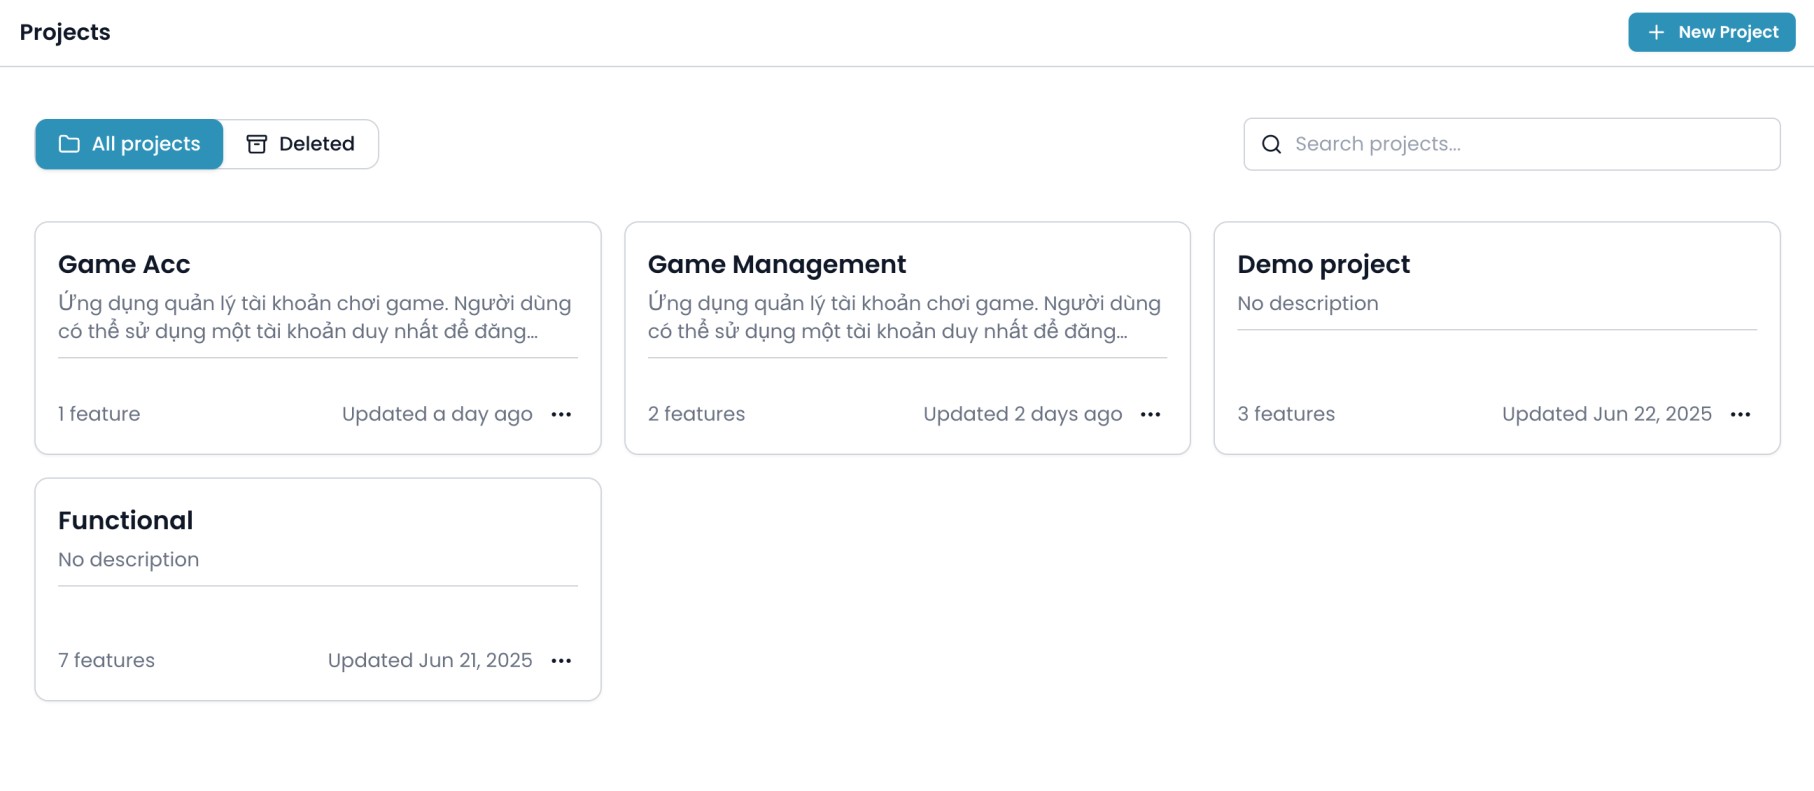 Projects
New Project
All projects
Deleted
Search projects...
Game Acc
Ứng dụng quản lý tài khoản chơi game. Người dùng
có thể sử dụng một tài khoản duy nhất để đăng...
1 feature
Updated a day ago
Game Management
Ứng dụng quản lý tài khoản chơi game. Người dùng
có thể sử dụng một tài khoản duy nhất để đăng...
2 features
Updated 2 days ago
Demo project
No description
3 features
Updated Jun 22, 2025
Functional
No description
7 features
Updated Jun 21, 2025